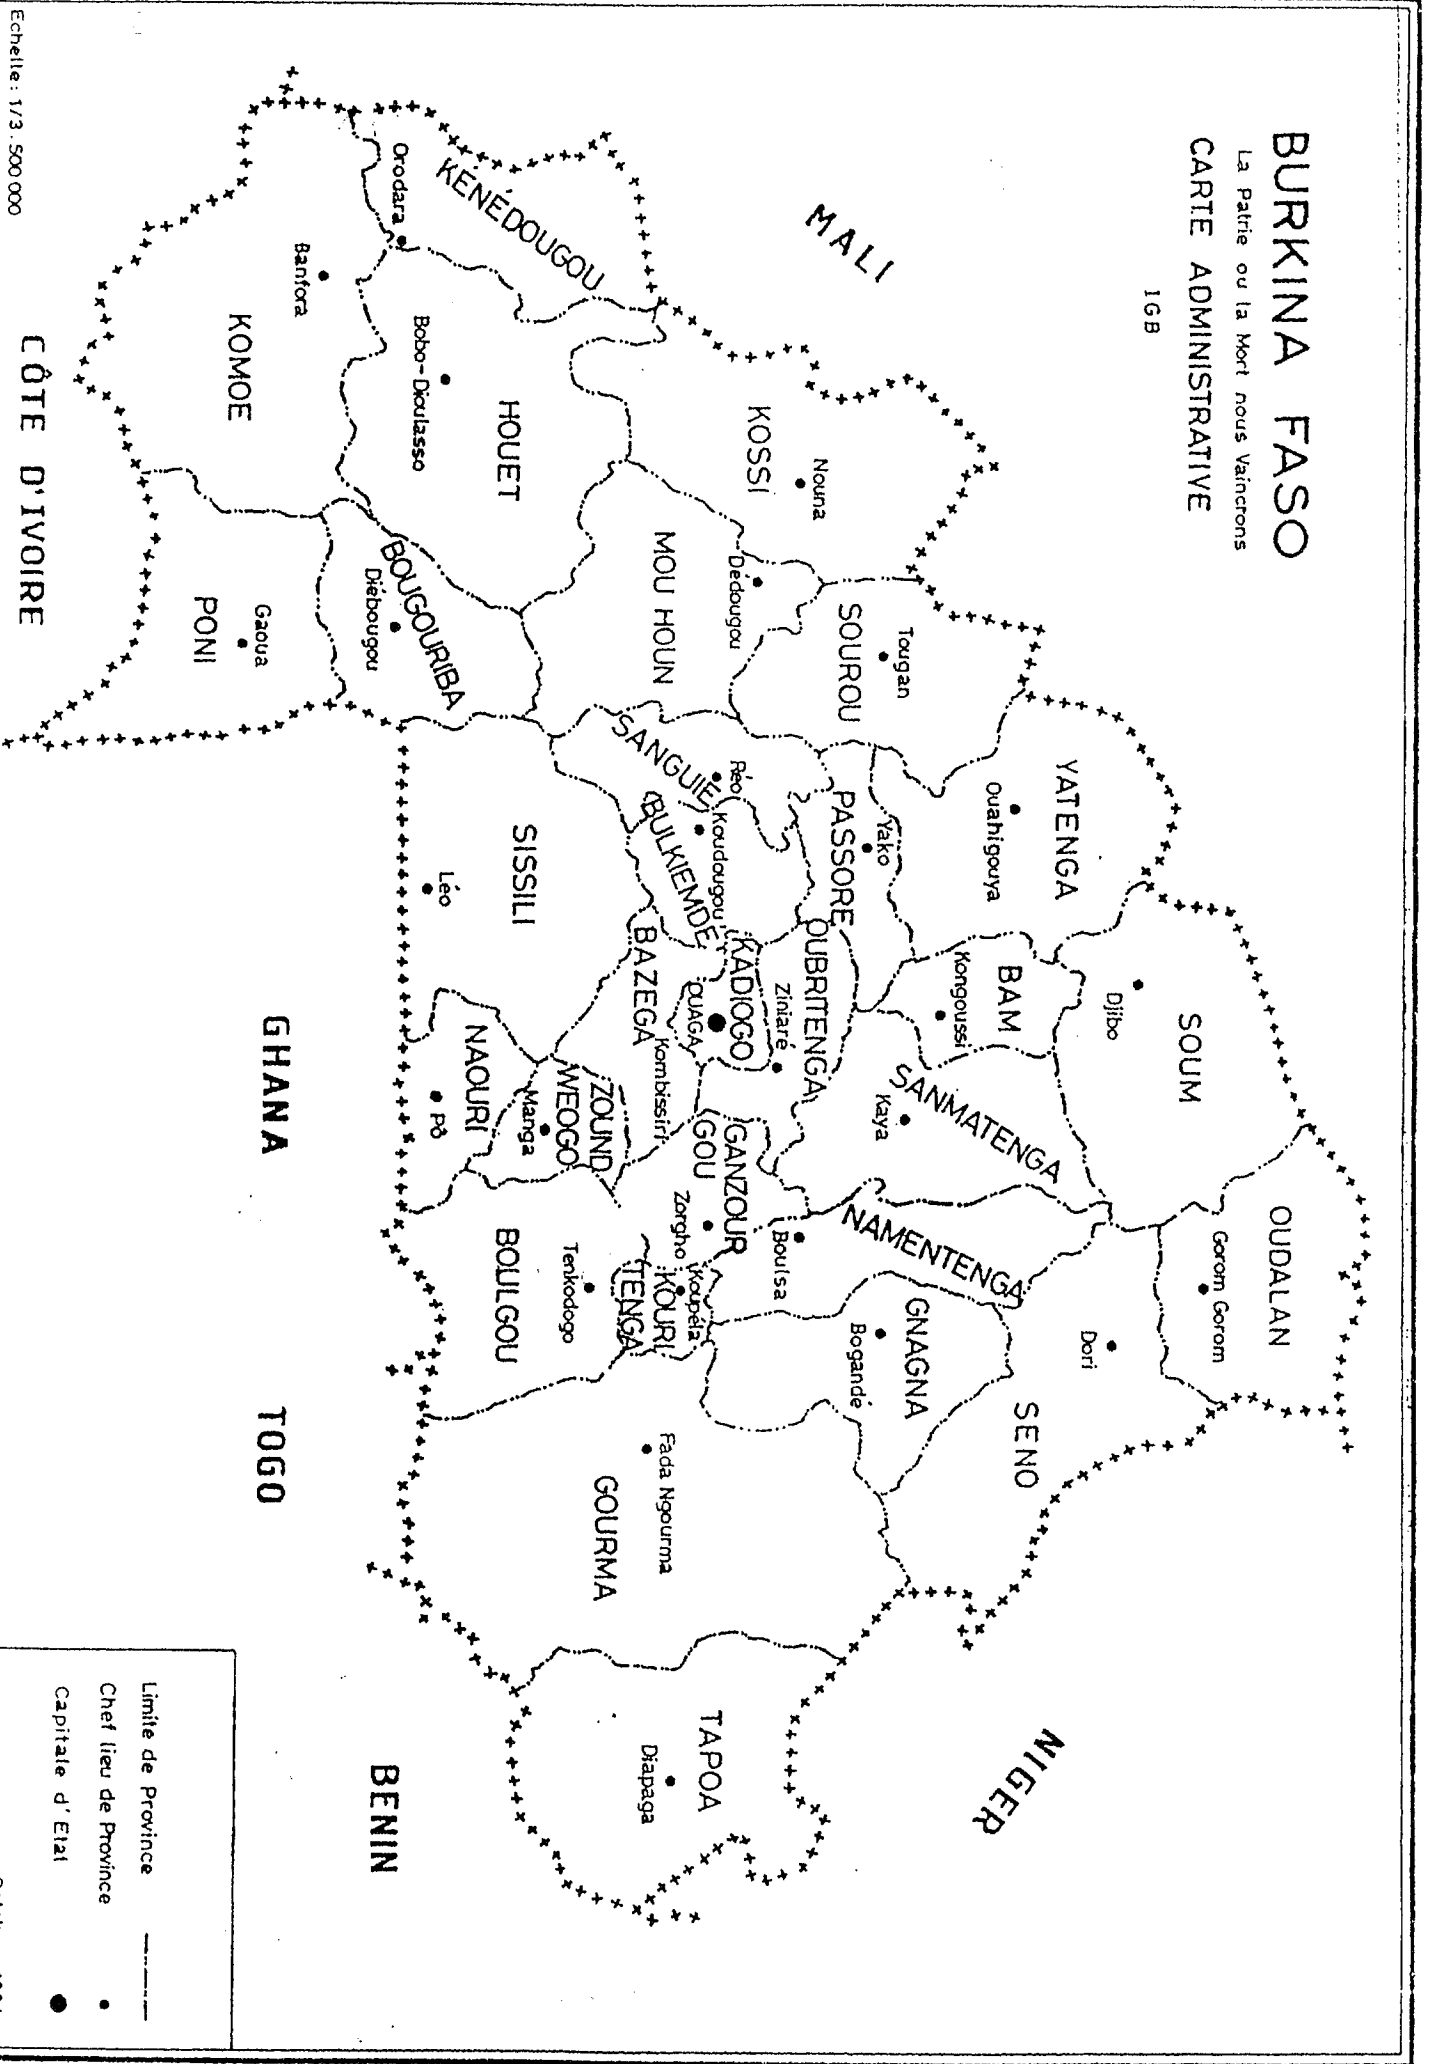 BURKINA FASO
La Patrie ou la Mort nous Vaincrons
CARTE ADMINISTRATIVE
IGB
MALI
NIGER
OUDALAN
Gorom Gorom
SOUM
Djibo
YATENGA
Ouahigouya
BAM
Kongoussi
SENO
Dori
SANMATENGA
Kaya
NAMENTENGA
Boulsa
GNAGNA
Bogandé
KOSSI
Nouna
SOUROU
Tougan
PASSORE
Yako
OUBRITENGA
Ziniaré
MOU HOUN
Dédougou
SANGUIÉ
Réo
BULKIEMDE
Koudougou
KADIOGO
OUAGA
GANZOUR
GOU
Zorgho
KOURI
TENGA
Koupéla
TAPOA
Diapaga
GOURMA
Fada Ngourma
KÉNÉDOUGOU
Orodara
HOUET
Bobo-Dioulasso
BAZEGA
Kombissiri
ZOUND
WEOGO
Manga
BOULGOU
Tenkodogo
SISSILI
Léo
NAOURI
Pô
BOUGOURIBA
Diébougou
KOMOE
Banfora
PONI
Gaoua
CÔTE D'IVOIRE
GHANA
TOGO
BENIN
Echelle : 1/3.500 000
Limite de Province
Chef lieu de Province
Capitale d'Etat